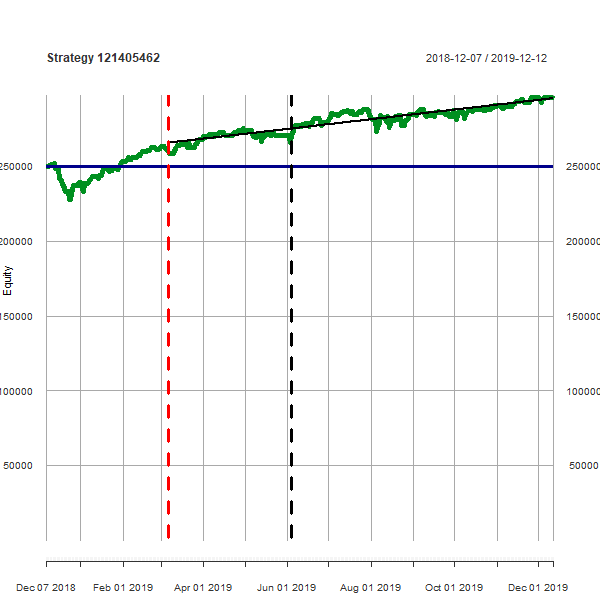 Strategy 121405462
2018-12-07 / 2019-12-12
250000
250000
200000
200000
Equity
150000
150000
100000
100000
50000
50000
Dec 07 2018
Feb 01 2019
Apr 01 2019
Jun 01 2019
Aug 01 2019
Oct 01 2019
Dec 01 2019